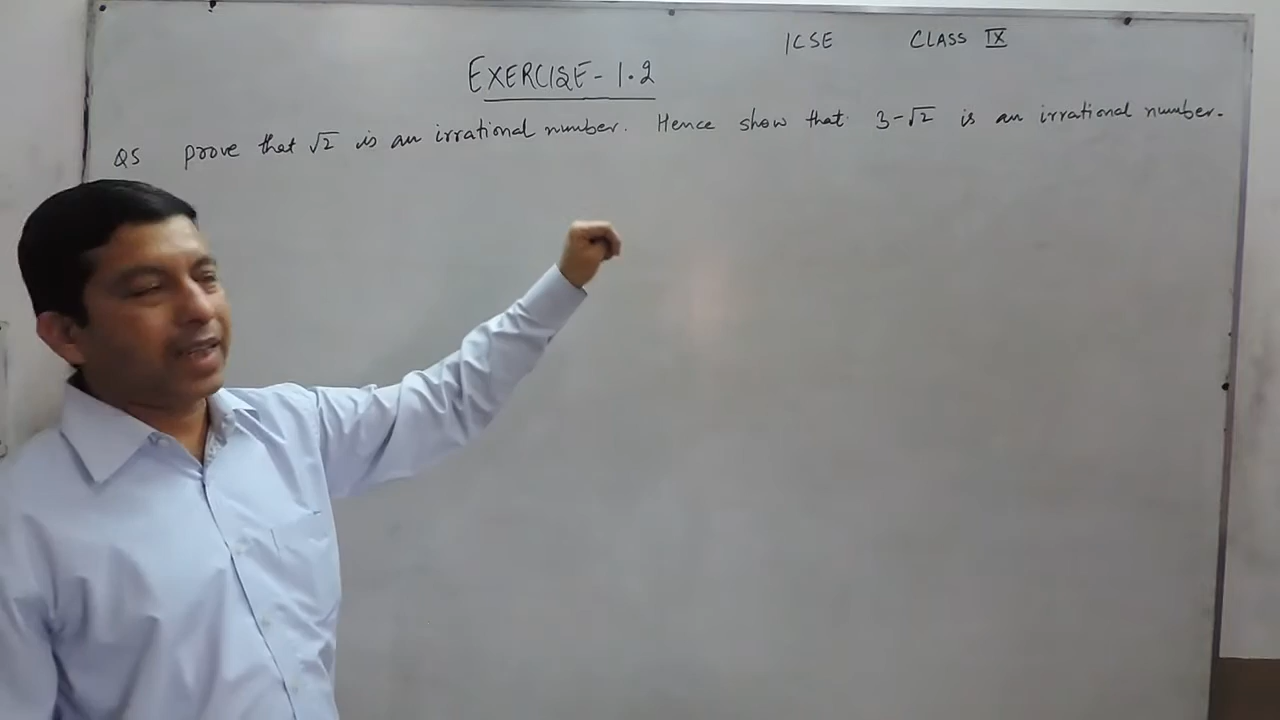 ICSE CLASS IX
EXERCISE - 1.2
Q5 prove that √2 is an irrational number. Hence show that 3-√2 is an irrational number.